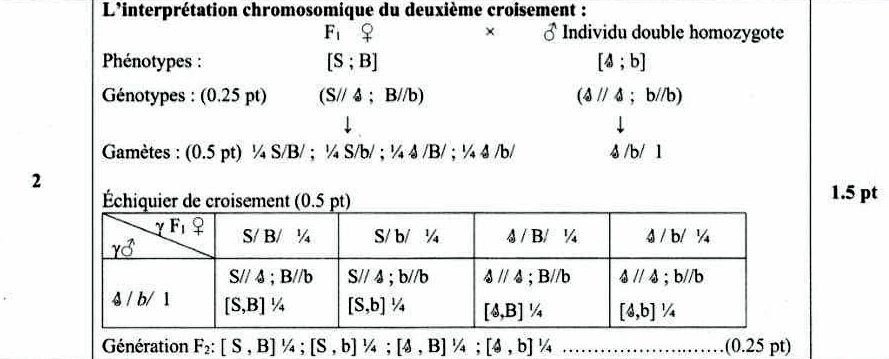 L'interprétation chromosomique du deuxième croisement :
F₁ ♀ × ♂ Individu double homozygote
Phénotypes : [S ; B] [s ; b]
Génotypes : (0.25 pt) (S// s ; B//b) (s // s ; b//b)
↓ ↓
Gamètes : (0.5 pt) ¼ S/B/ ; ¼ S/b/ ; ¼ s /B/ ; ¼ s /b/ s /b/ 1
2
1.5 pt
Échiquier de croisement (0.5 pt)
γ F₁ ♀ S/ B/ ¼ S/ b/ ¼ s / B/ ¼ s / b/ ¼
γ♂
s / b/ 1 S// s ; B//b S// s ; b//b s // s ; B//b s // s ; b//b
[S,B] ¼ [S,b] ¼ [s,B] ¼ [s,b] ¼
Génération F₂: [ S , B] ¼ ; [S , b] ¼ ; [s , B] ¼ ; [s , b] ¼ ..........................(0.25 pt)